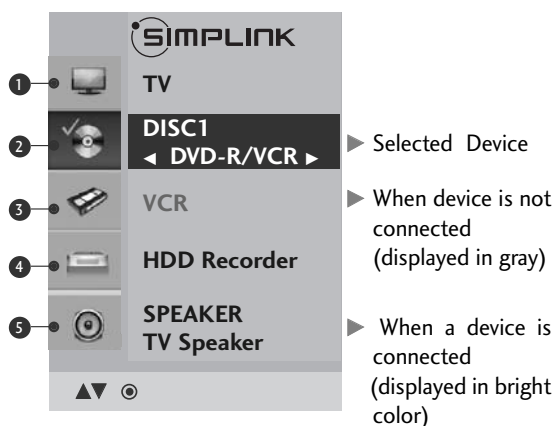 SIMPLINK
1
TV
2
DISC1
◄ DVD-R/VCR ►
▶ Selected Device
3
VCR
▶ When device is not
connected
(displayed in gray)
4
HDD Recorder
5
SPEAKER
TV Speaker
▶ When a device is
connected
(displayed in bright
color)
▲▼ ◉